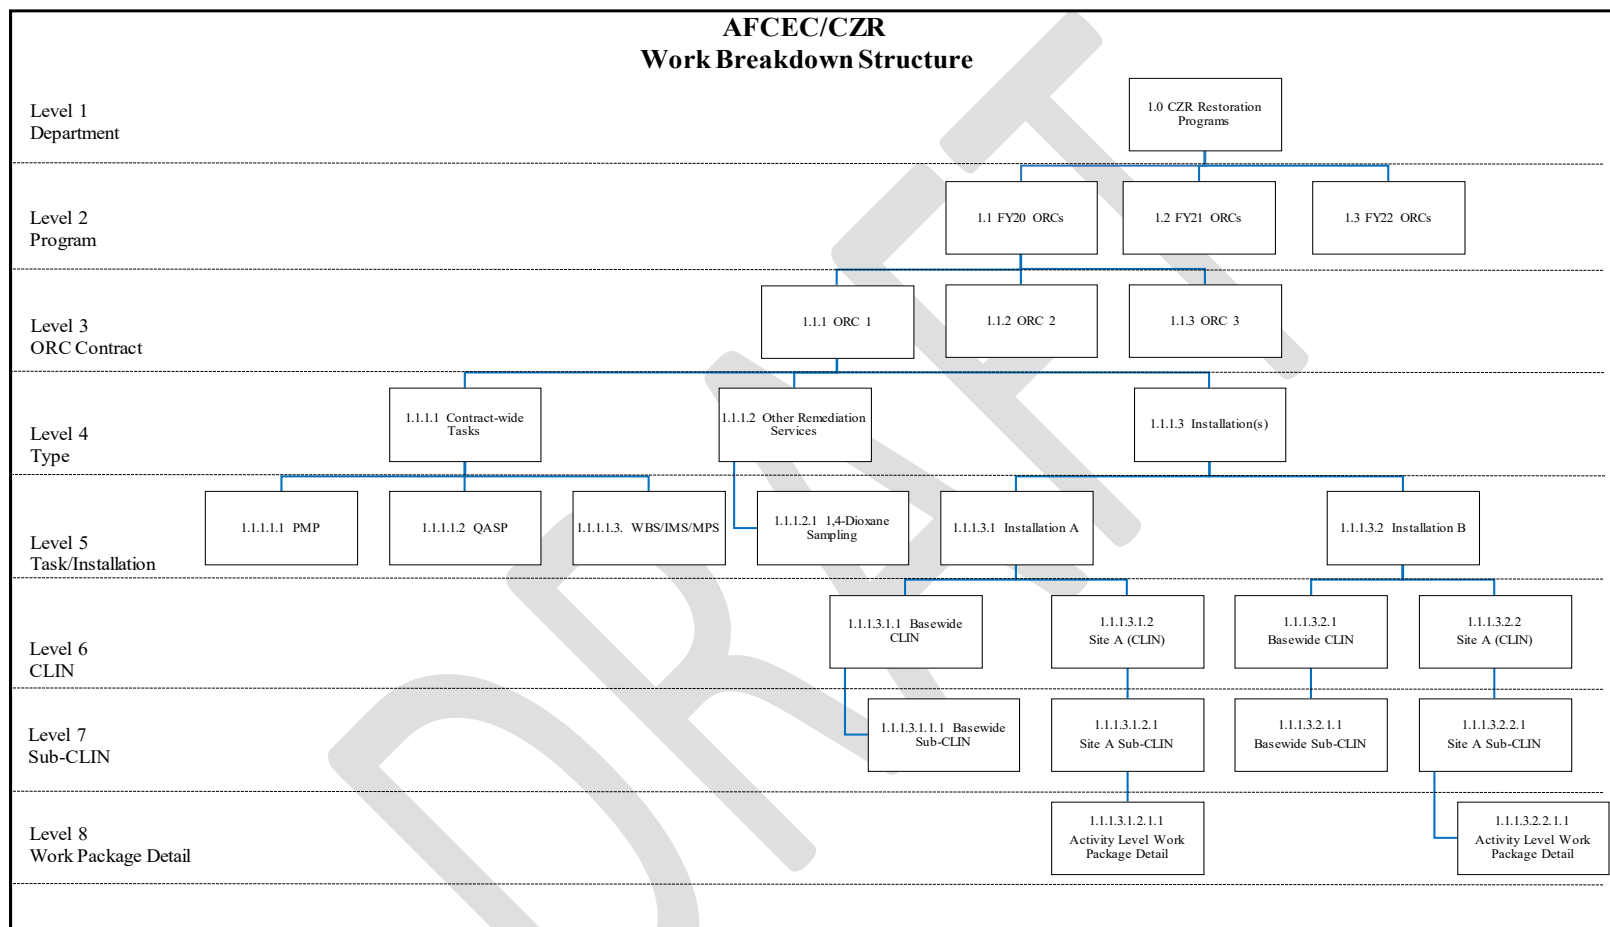 AFCEC/CZR
Work Breakdown Structure
Level 1
Department
1.0 CZR Restoration
Programs
Level 2
Program
1.1 FY20 ORCs
1.2 FY21 ORCs
1.3 FY22 ORCs
Level 3
ORC Contract
1.1.1 ORC 1
1.1.2 ORC 2
1.1.3 ORC 3
Level 4
Type
1.1.1.1 Contract-wide
Tasks
1.1.1.2 Other Remediation
Services
1.1.1.3 Installation(s)
Level 5
Task/Installation
1.1.1.1.1 PMP
1.1.1.1.2 QASP
1.1.1.1.3. WBS/IMS/MPS
1.1.1.2.1 1,4-Dioxane
Sampling
1.1.1.3.1 Installation A
1.1.1.3.2 Installation B
Level 6
CLIN
1.1.1.3.1.1 Basewide
CLIN
1.1.1.3.1.2
Site A (CLIN)
1.1.1.3.2.1
Basewide CLIN
1.1.1.3.2.2
Site A (CLIN)
Level 7
Sub-CLIN
1.1.1.3.1.1.1 Basewide
Sub-CLIN
1.1.1.3.1.2.1
Site A Sub-CLIN
1.1.1.3.2.1.1
Basewide Sub-CLIN
1.1.1.3.2.2.1
Site A Sub-CLIN
Level 8
Work Package Detail
1.1.1.3.1.2.1.1
Activity Level Work
Package Detail
1.1.1.3.2.2.1.1
Activity Level Work
Package Detail
DRAFT